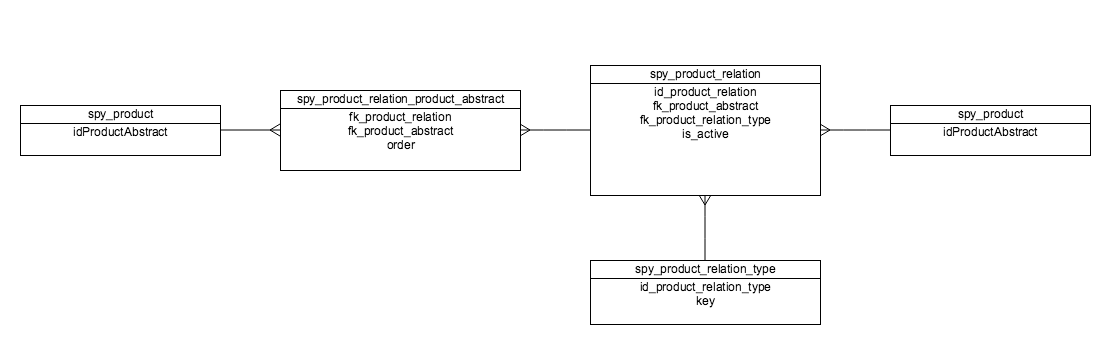 spy_product
idProductAbstract
spy_product_relation_product_abstract
fk_product_relation
fk_product_abstract
order
spy_product_relation
id_product_relation
fk_product_abstract
fk_product_relation_type
is_active
spy_product
idProductAbstract
spy_product_relation_type
id_product_relation_type
key